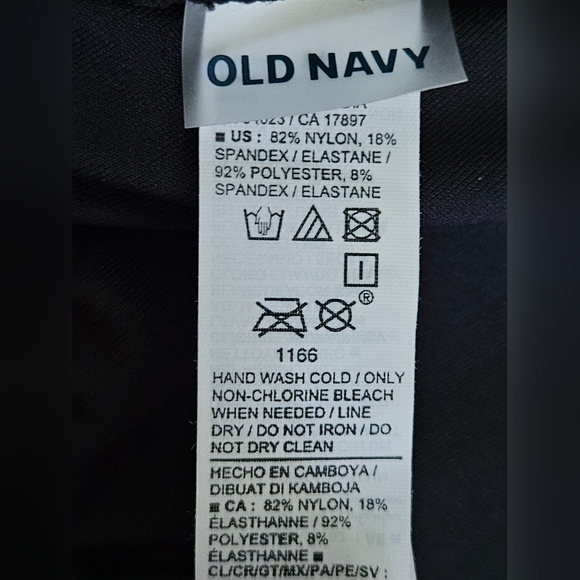 OLD NAVY
/ CA 17897
■ US : 82% NYLON, 18%
SPANDEX / ELASTANE /
92% POLYESTER, 8%
SPANDEX / ELASTANE
®
1166
HAND WASH COLD / ONLY
NON-CHLORINE BLEACH
WHEN NEEDED / LINE
DRY / DO NOT IRON / DO
NOT DRY CLEAN
HECHO EN CAMBOYA /
DIBUAT DI KAMBOJA
■ CA : 82% NYLON, 18%
ÉLASTHANNE / 92%
POLYESTER, 8%
ÉLASTHANNE ■
CL/CR/GT/MX/PA/PE/SV :